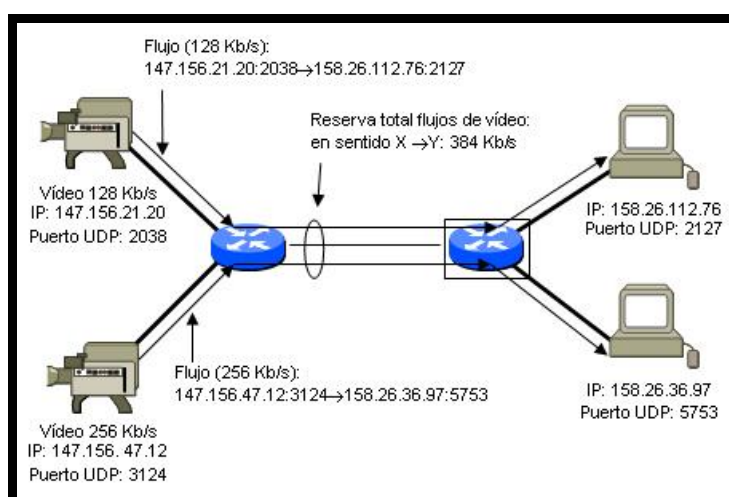 Flujo (128 Kb/s):
147.156.21.20:2038→158.26.112.76:2127
Reserva total flujos de vídeo:
en sentido X →Y: 384 Kb/s
Vídeo 128 Kb/s
IP: 147.156.21.20
Puerto UDP: 2038
IP: 158.26.112.76
Puerto UDP: 2127
Flujo (256 Kb/s):
147.156.47.12:3124→158.26.36.97:5753
Vídeo 256 Kb/s
IP: 147.156. 47.12
Puerto UDP: 3124
IP: 158.26.36.97
Puerto UDP: 5753